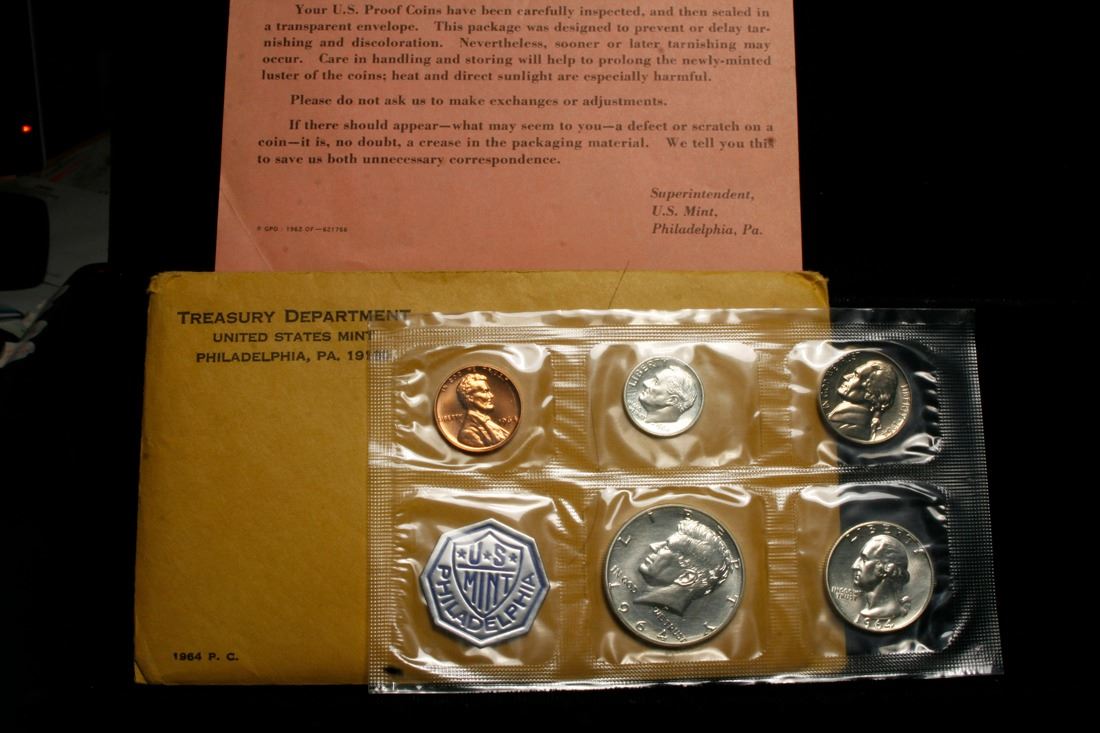 Your U.S. Proof Coins have been carefully inspected, and then sealed in
a transparent envelope. This package was designed to prevent or delay tar-
nishing and discoloration. Nevertheless, sooner or later tarnishing may
occur. Care in handling and storing will help to prolong the newly-minted
luster of the coins; heat and direct sunlight are especially harmful.
Please do not ask us to make exchanges or adjustments.
If there should appear—what may seem to you—a defect or scratch on a
coin—it is, no doubt, a crease in the packaging material. We tell you this
to save us both unnecessary correspondence.
Superintendent,
U.S. Mint,
Philadelphia, Pa.
GPO : 1962 OF—621766
TREASURY DEPARTMENT
UNITED STATES MINT
PHILADELPHIA, PA.
LIBERTY 1964
LIBERTY
U·S
MINT
PHILADELPHIA
LIBERTY
1964
LIBERTY
IN GOD WE
TRUST
1964
1964 P. C.